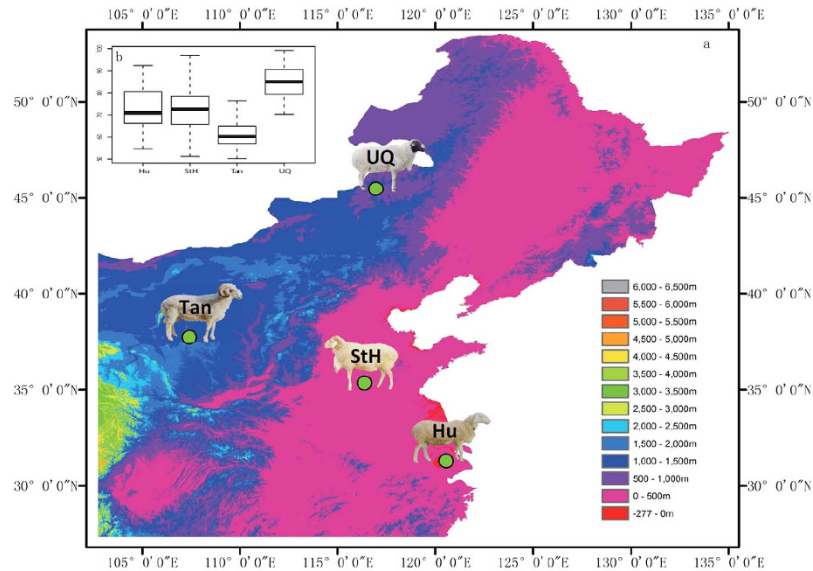 105° 0'0"E 110° 0'0"E 115° 0'0"E 120° 0'0"E 125° 0'0"E 130° 0'0"E 135° 0'0"E
a
b
100
90
80
70
60
50
Hu StH Tan UQ
50° 0'0"N 50° 0'0"N
UQ
45° 0'0"N 45° 0'0"N
40° 0'0"N 40° 0'0"N
Tan
StH
35° 0'0"N 35° 0'0"N
Hu
30° 0'0"N 30° 0'0"N
6,000 - 6,500m
5,500 - 6,000m
5,000 - 5,500m
4,500 - 5,000m
4,000 - 4,500m
3,500 - 4,000m
3,000 - 3,500m
2,500 - 3,000m
2,000 - 2,500m
1,500 - 2,000m
1,000 - 1,500m
500 - 1,000m
0 - 500m
-277 - 0m
105° 0'0"E 110° 0'0"E 115° 0'0"E 120° 0'0"E 125° 0'0"E 130° 0'0"E